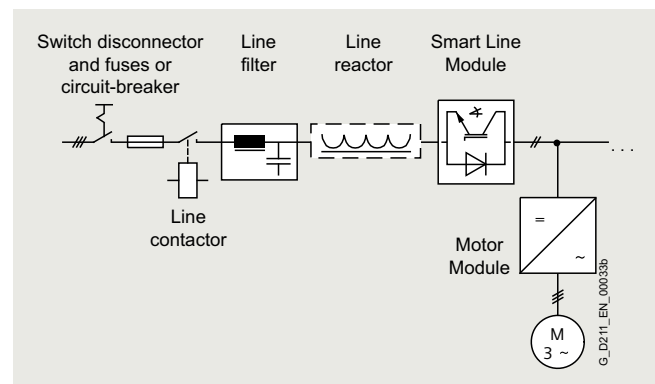 Switch disconnector
and fuses or
circuit-breaker
Line
filter
Line
reactor
Smart Line
Module
Line
contactor
. . .
=
~
Motor
Module
M
3 ~
G_D211_EN_00033b